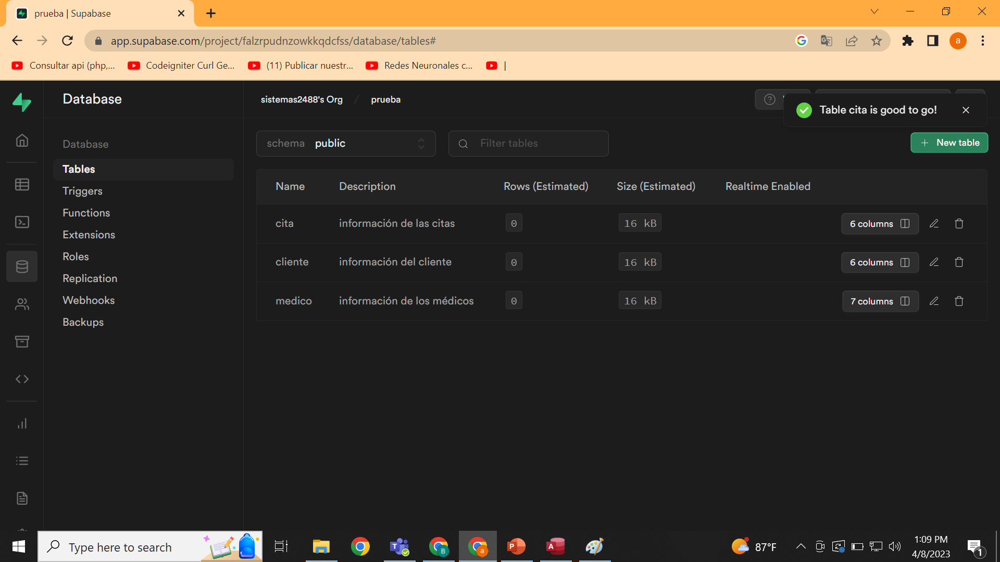 prueba | Supabase
app.supabase.com/project/falzrpudnzowkkqdcfss/database/tables#
a
Consultar api (php,...
Codeigniter Curl Ge...
(11) Publicar nuestr...
Redes Neuronales c...
|
Database
sistemas2488's Org / prueba
Table cita is good to go!
schema public
Filter tables
New table
Database
Tables
Triggers
Functions
Extensions
Roles
Replication
Webhooks
Backups
Name Description Rows (Estimated) Size (Estimated) Realtime Enabled
cita información de las citas 0 16 kB 6 columns
cliente información del cliente 0 16 kB 6 columns
medico información de los médicos 0 16 kB 7 columns
Type here to search
87°F
1:09 PM
4/8/2023
1